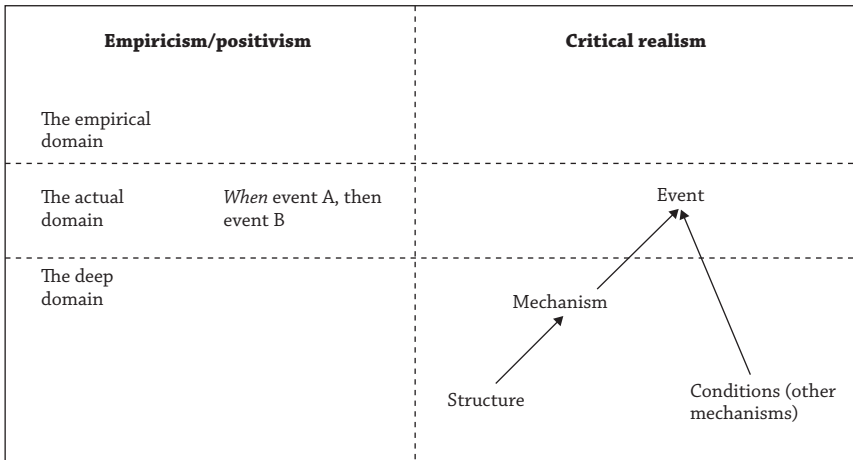 Empiricism/positivism
Critical realism
The empirical
domain
The actual
domain
When event A, then
event B
Event
The deep
domain
Mechanism
Structure
Conditions (other
mechanisms)